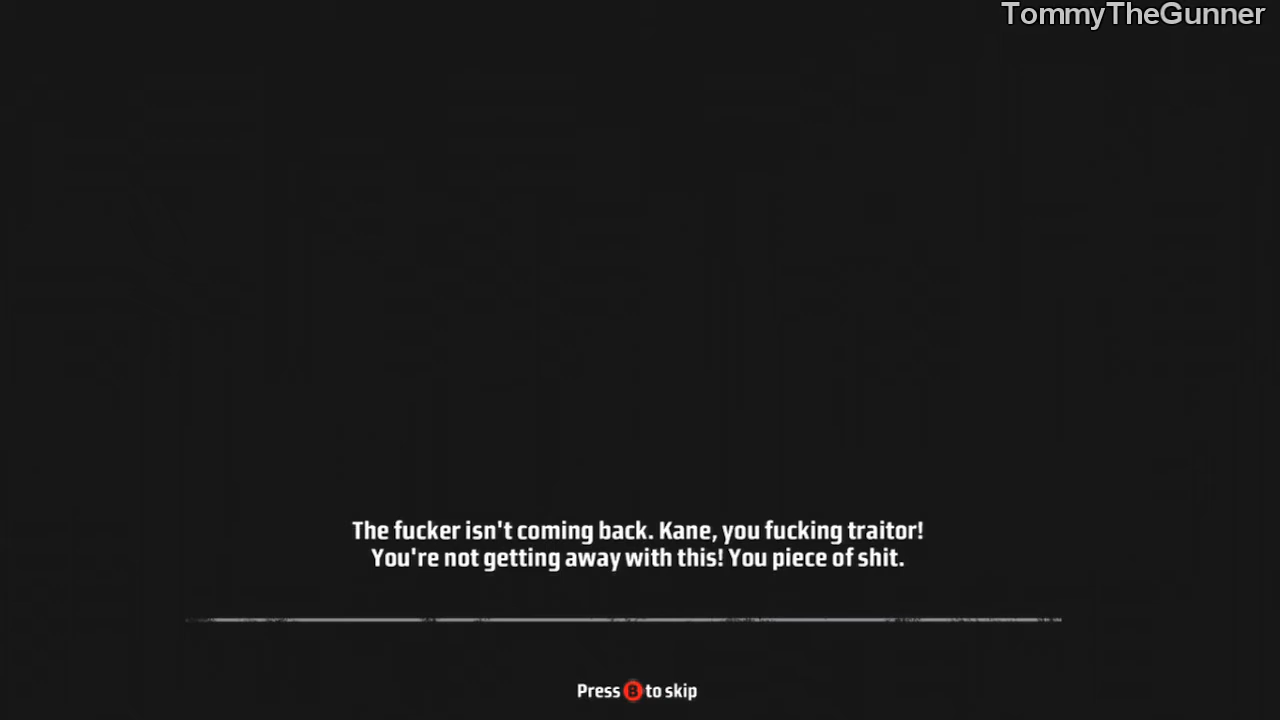 TommyTheGunner
The fucker isn't coming back. Kane, you fucking traitor!
You're not getting away with this! You piece of shit.
Press B to skip